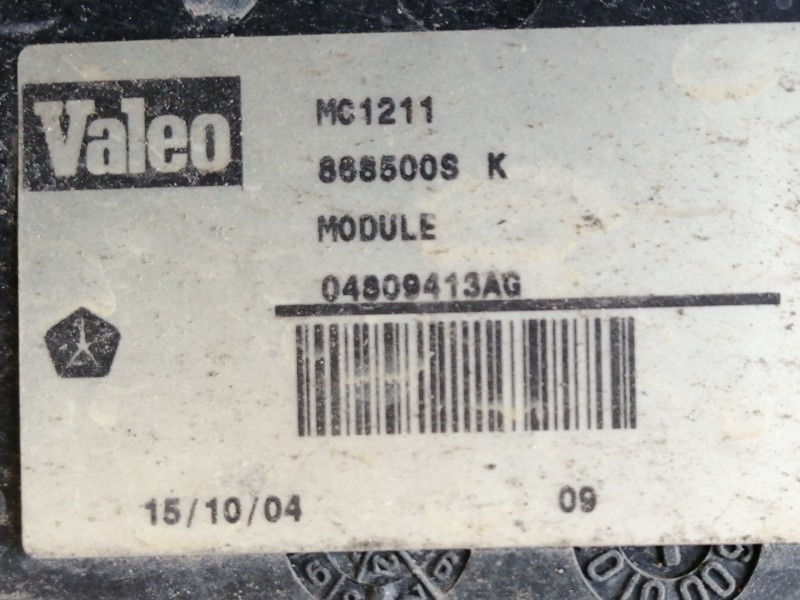 Valeo
MC1211
868500S K
MODULE
04809413AG
15/10/04
09